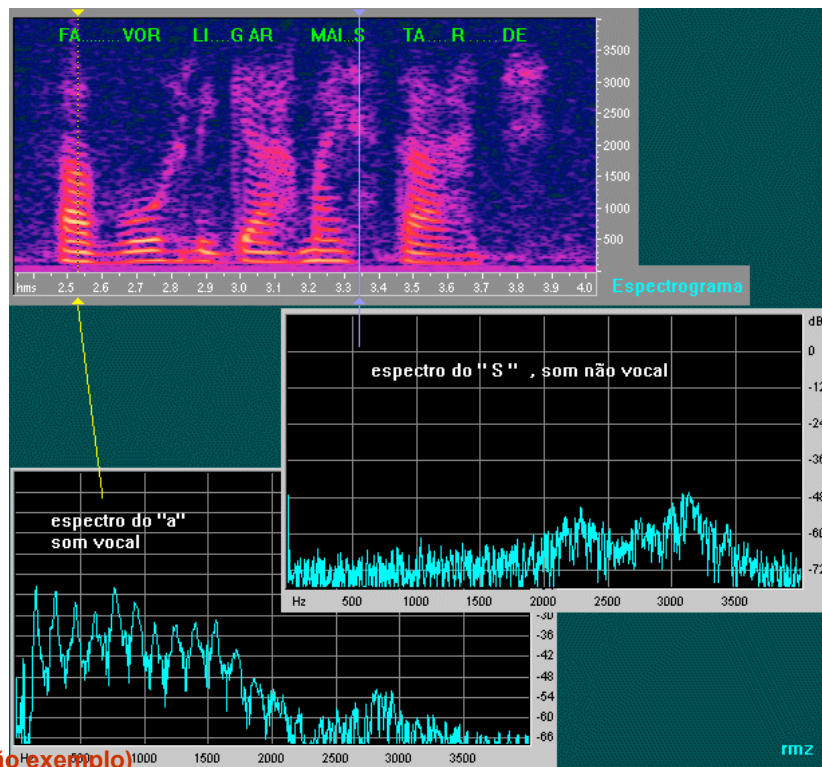 FA.........VOR LI....G AR MAI...S TA.....R.......DE
3500
3000
2500
2000
1500
1000
500
hms 2.5 2.6 2.7 2.8 2.9 3.0 3.1 3.2 3.3 3.4 3.5 3.6 3.7 3.8 3.9 4.0
Espectrograma
dB
0
-12
-24
-36
-48
-60
-72
espectro do " S " , som não vocal
Hz 500 1000 1500 2000 2500 3000 3500
espectro do "a"
som vocal
-30
-36
-42
-48
-54
-60
-66
Hz 500 1000 1500 2000 2500 3000 3500
ão exemplo)
rmz